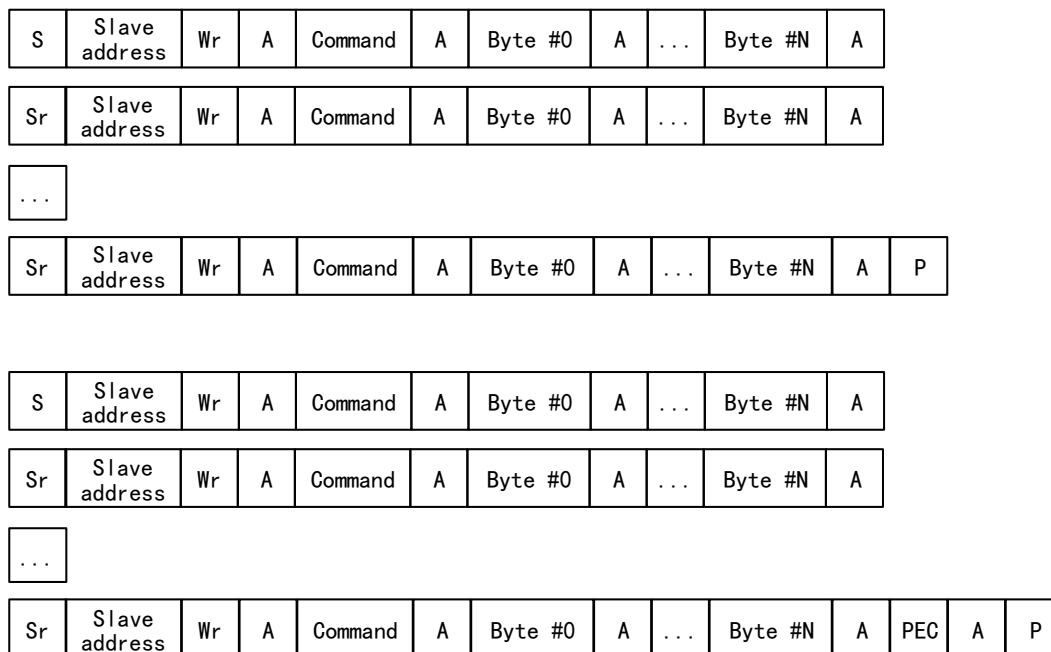 S Slave address Wr A Command A Byte #0 A ... Byte #N A
Sr Slave address Wr A Command A Byte #0 A ... Byte #N A
...
Sr Slave address Wr A Command A Byte #0 A ... Byte #N A P
S Slave address Wr A Command A Byte #0 A ... Byte #N A
Sr Slave address Wr A Command A Byte #0 A ... Byte #N A
...
Sr Slave address Wr A Command A Byte #0 A ... Byte #N A PEC A P